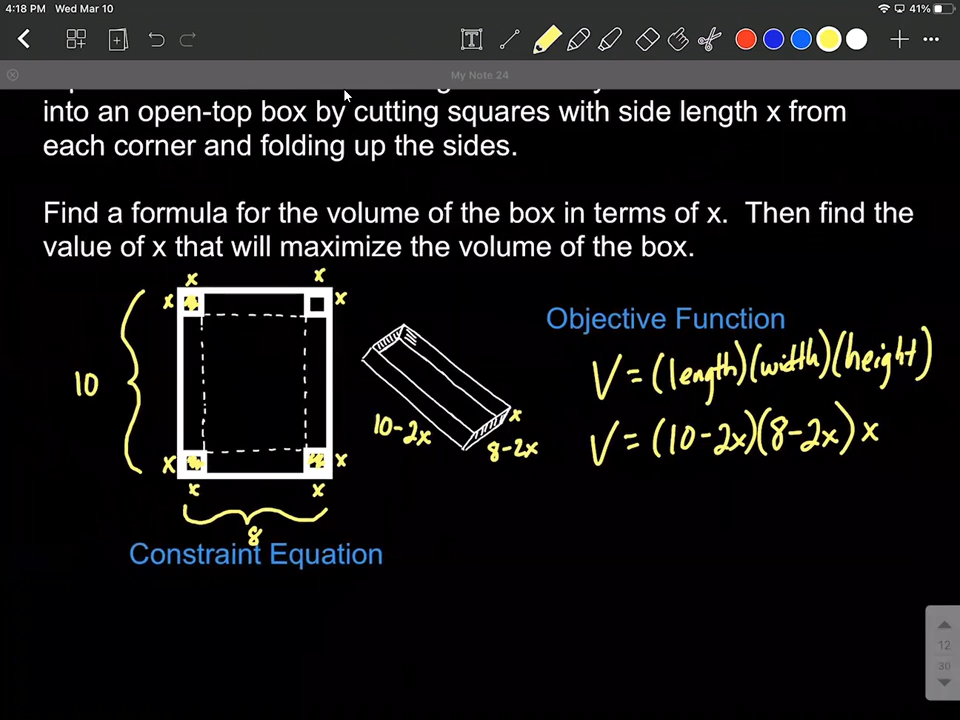 4:18 PM Wed Mar 10
41%
T
My Note 24
into an open-top box by cutting squares with side length x from
each corner and folding up the sides.
Find a formula for the volume of the box in terms of x. Then find the
value of x that will maximize the volume of the box.
x x
x x
Objective Function
V = (length)(width)(height)
10
10-2x
x
8-2x
V = (10-2x)(8-2x)x
x x
x x
8
Constraint Equation
12
30